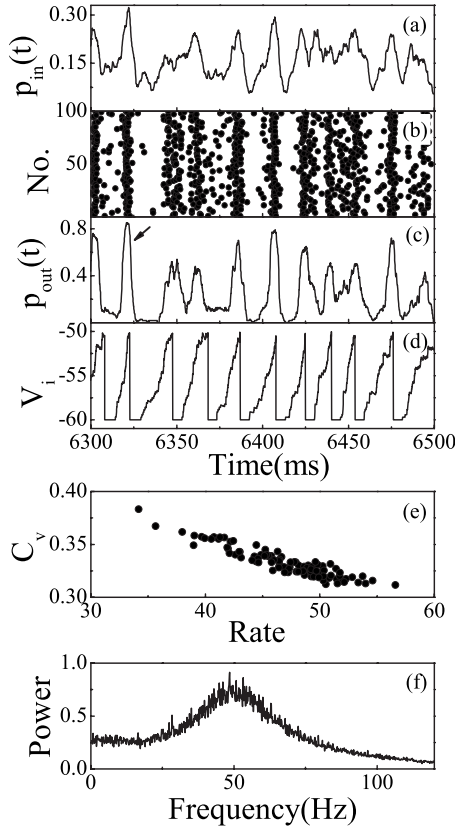 (a)
p_in(t)
0.30
0.15
(b)
No.
100
50
(c)
p_out(t)
0.8
0.4
(d)
V_i
-50
-55
-60
6300 6350 6400 6450 6500
Time(ms)
(e)
C_v
0.40
0.35
0.30
30 40 50 60
Rate
(f)
Power
1.0
0.5
0.0
0 50 100
Frequency(Hz)